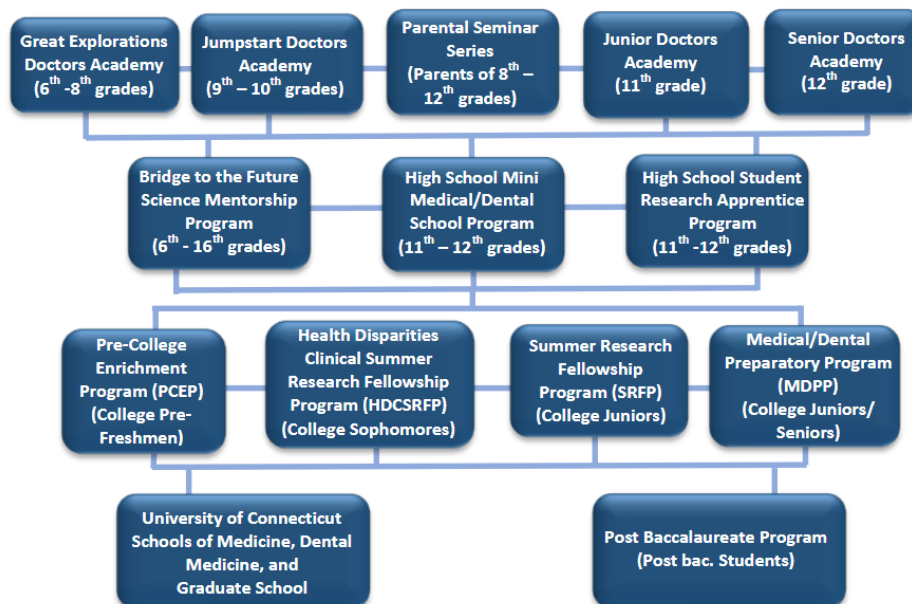 Great Explorations
Doctors Academy
(6th -8th grades)
Jumpstart Doctors
Academy
(9th – 10th grades)
Parental Seminar
Series
(Parents of 8th –
12th grades)
Junior Doctors
Academy
(11th grade)
Senior Doctors
Academy
(12th grade)
Bridge to the Future
Science Mentorship
Program
(6th - 16th grades)
High School Mini
Medical/Dental
School Program
(11th – 12th grades)
High School Student
Research Apprentice
Program
(11th -12th grades)
Pre-College
Enrichment
Program (PCEP)
(College Pre-
Freshmen)
Health Disparities
Clinical Summer
Research Fellowship
Program (HDCSRFP)
(College Sophomores)
Summer Research
Fellowship
Program (SRFP)
(College Juniors)
Medical/Dental
Preparatory Program
(MDPP)
(College Juniors/
Seniors)
University of Connecticut
Schools of Medicine, Dental
Medicine, and
Graduate School
Post Baccalaureate Program
(Post bac. Students)